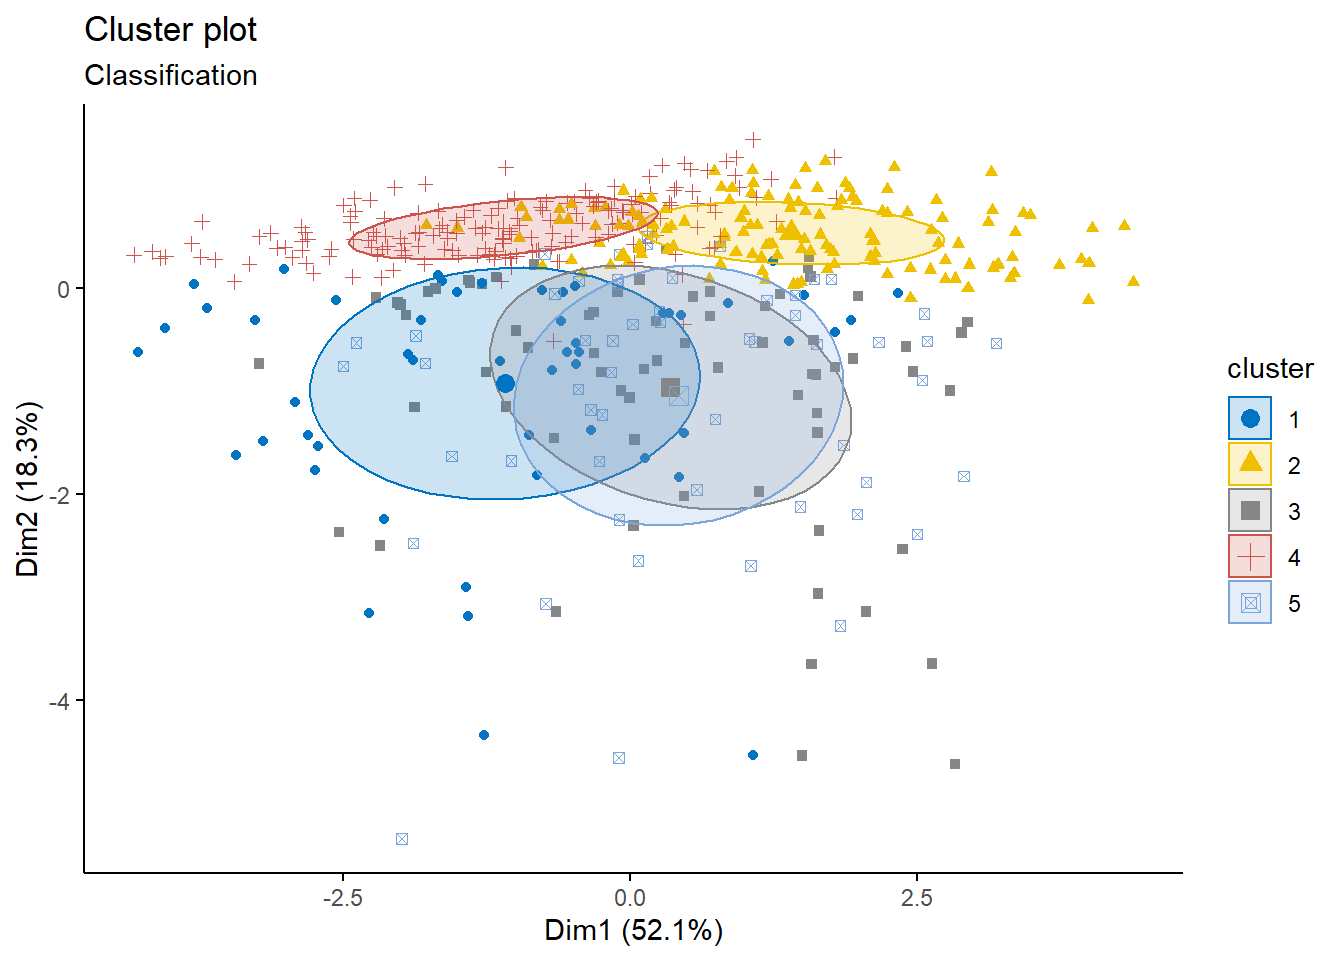 Cluster plot
Classification
0
-2
-4
-2.5
0.0
2.5
Dim1 (52.1%)
Dim2 (18.3%)
cluster
1
2
3
4
5